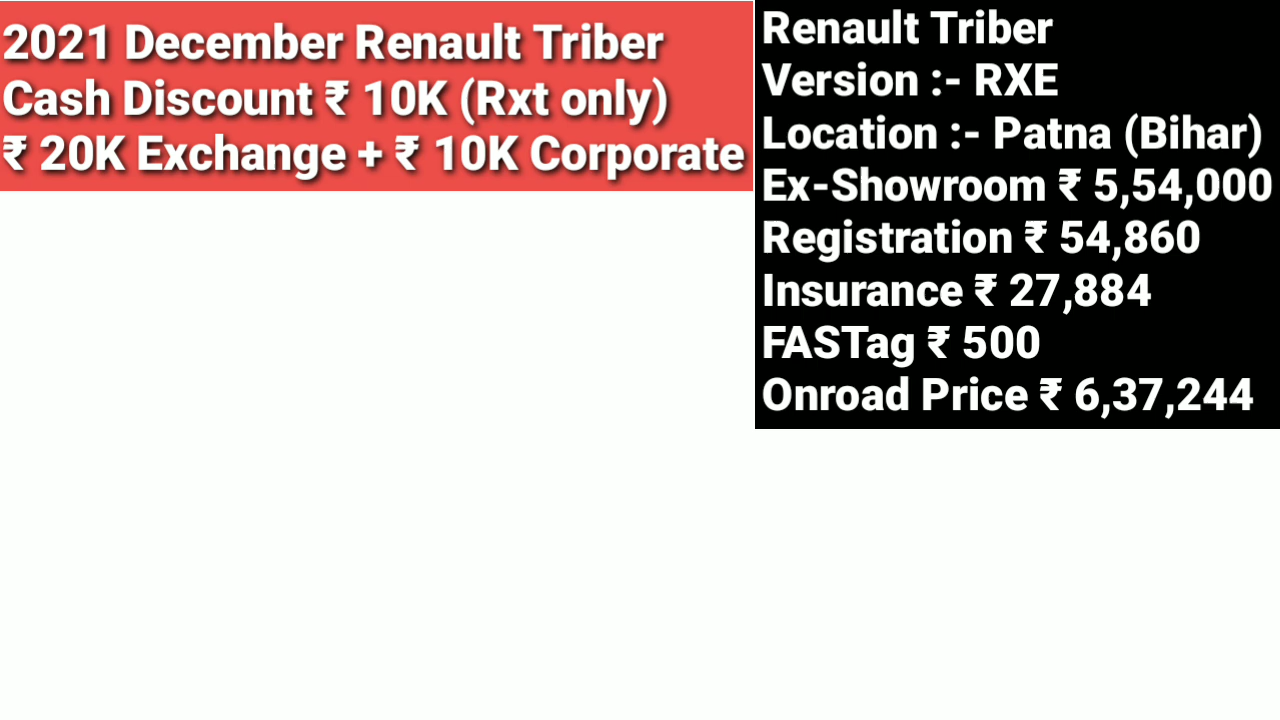 2021 December Renault Triber
Cash Discount ₹ 10K (Rxt only)
₹ 20K Exchange + ₹ 10K Corporate
Renault Triber
Version :- RXE
Location :- Patna (Bihar)
Ex-Showroom ₹ 5,54,000
Registration ₹ 54,860
Insurance ₹ 27,884
FASTag ₹ 500
Onroad Price ₹ 6,37,244